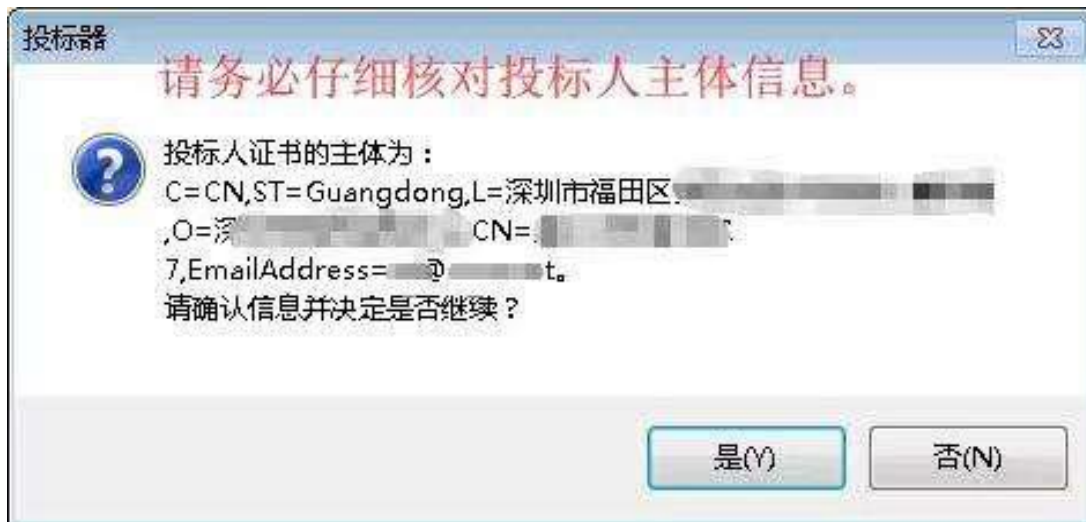 投标器
请务必仔细核对投标人主体信息。
投标人证书的主体为：
C=CN,ST=Guangdong,L=深圳市福田区
,O=深 CN=
7,EmailAddress= @ t。
请确认信息并决定是否继续？
是(Y) 否(N)